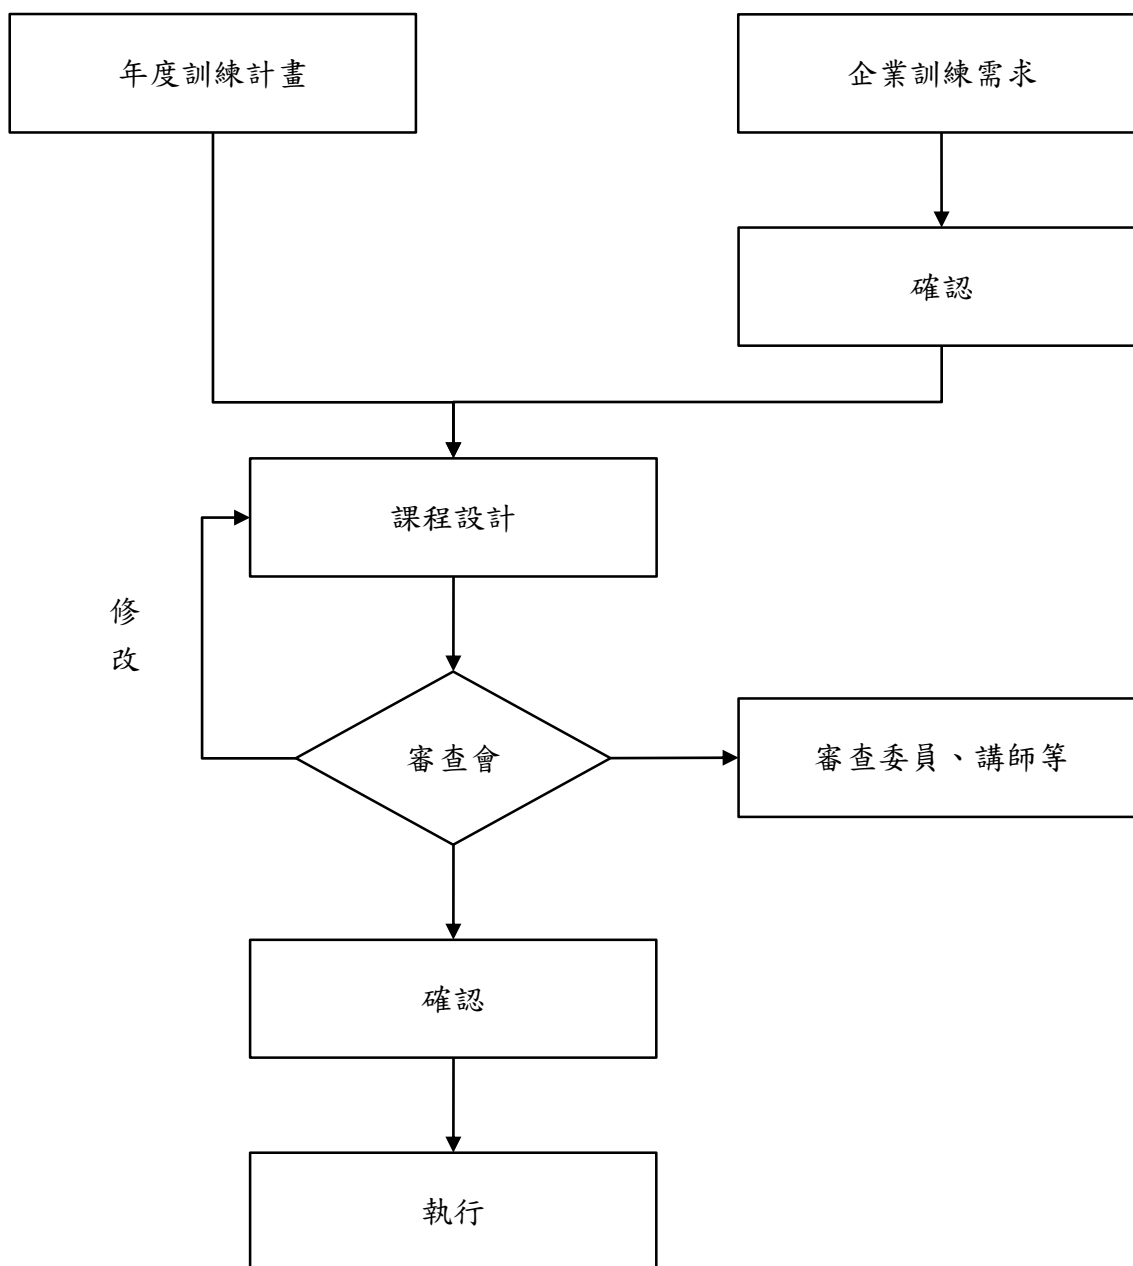 年度訓練計畫
企業訓練需求
確認
課程設計
修
改
審查會
審查委員、講師等
確認
執行